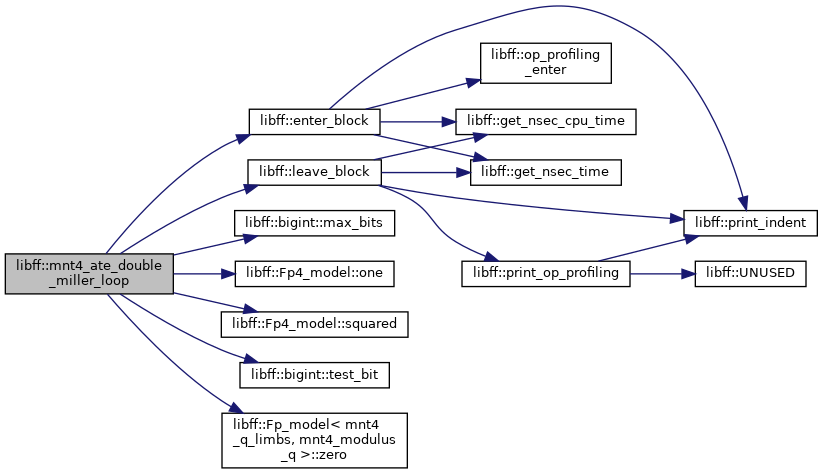 libff::mnt4_ate_double
_miller_loop
libff::enter_block
libff::leave_block
libff::bigint::max_bits
libff::Fp4_model::one
libff::Fp4_model::squared
libff::bigint::test_bit
libff::Fp_model< mnt4
_q_limbs, mnt4_modulus
_q >::zero
libff::op_profiling
_enter
libff::get_nsec_cpu_time
libff::get_nsec_time
libff::print_op_profiling
libff::print_indent
libff::UNUSED